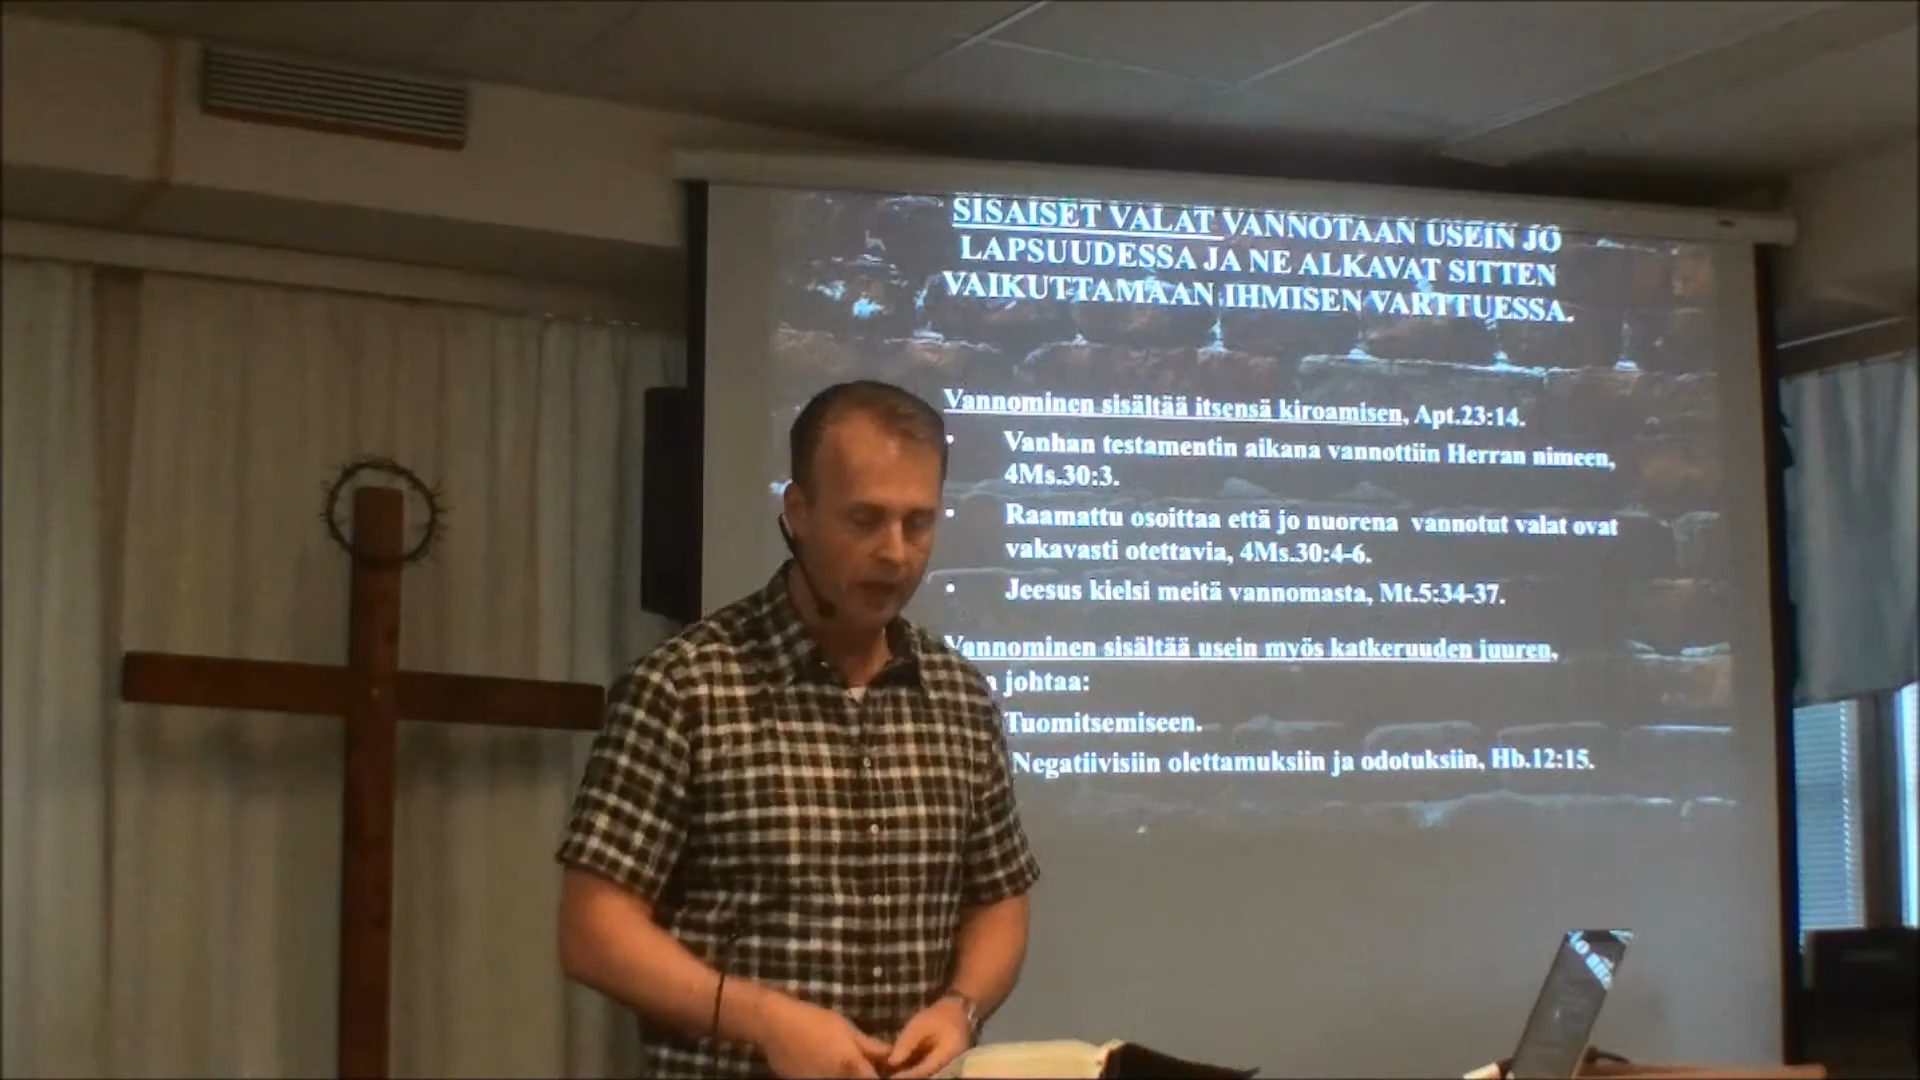 SISÄISET VALAT VANNOTAAN USEIN JO
LAPSUUDESSA JA NE ALKAVAT SITTEN
VAIKUTTAMAAN IHMISEN VARTTUESSA.
Vannominen sisältää itsensä kiroamisen, Apt.23:14.
• Vanhan testamentin aikana vannottiin Herran nimeen,
4Ms.30:3.
• Raamattu osoittaa että jo nuorena vannotut valat ovat
vakavasti otettavia, 4Ms.30:4-6.
• Jeesus kielsi meitä vannomasta, Mt.5:34-37.
Vannominen sisältää usein myös katkeruuden juuren,
johtaa:
Tuomitsemiseen.
Negatiivisiin olettamuksiin ja odotuksiin, Hb.12:15.